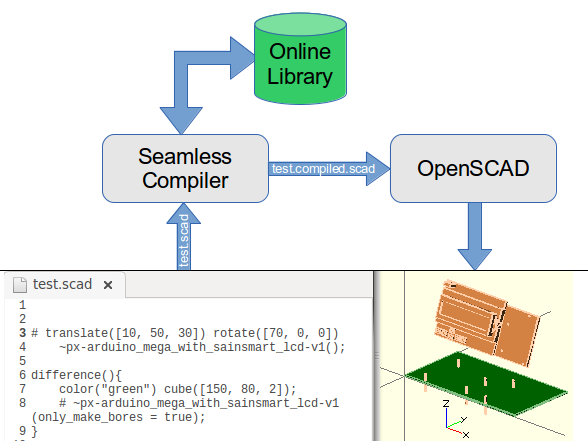 Online
Library
Seamless
Compiler
test.compiled.scad
OpenSCAD
test.scad
test.scad ×
1
2
3 # translate([10, 50, 30]) rotate([70, 0, 0])
4 ~px-arduino_mega_with_sainsmart_lcd-v1();
5
6 difference(){
7 color("green") cube([150, 80, 2]);
8 # ~px-arduino_mega_with_sainsmart_lcd-v1
(only_make_bores = true);
9 }
Z
Y
X